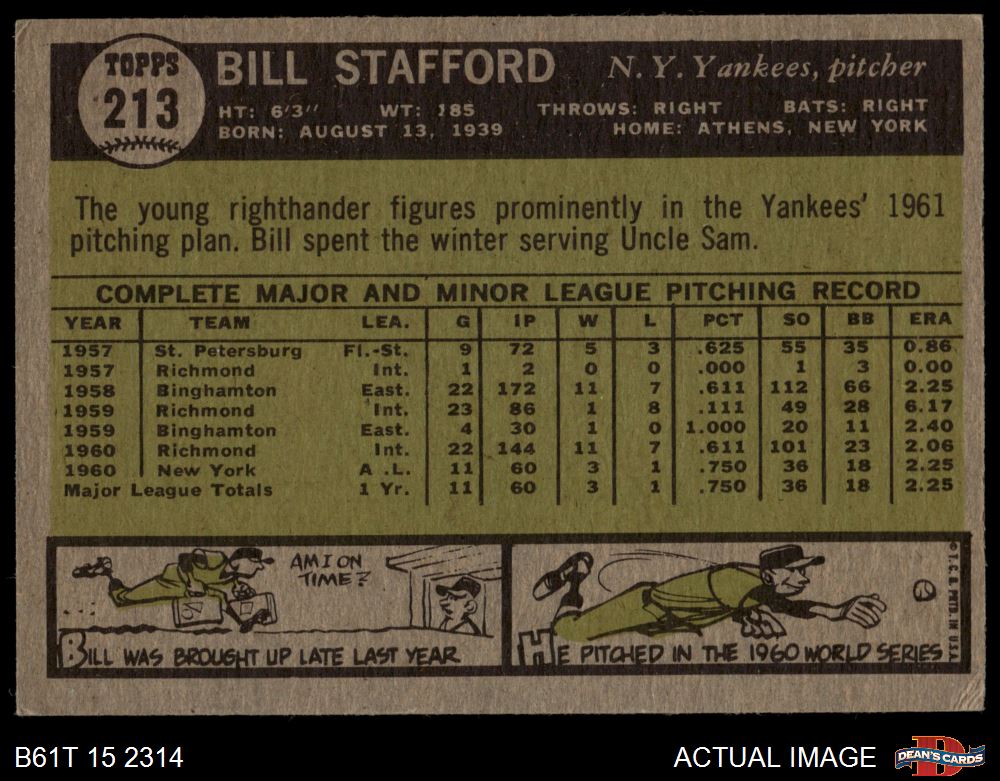 TOPPS
213
BILL STAFFORD N.Y. Yankees, pitcher
HT: 6'3" WT: 185 THROWS: RIGHT BATS: RIGHT
BORN: AUGUST 13, 1939 HOME: ATHENS, NEW YORK
The young righthander figures prominently in the Yankees' 1961
pitching plan. Bill spent the winter serving Uncle Sam.
COMPLETE MAJOR AND MINOR LEAGUE PITCHING RECORD
YEAR TEAM LEA. G IP W L PCT SO BB ERA
1957 St. Petersburg Fl.-St. 9 72 5 3 .625 55 35 0.86
1957 Richmond Int. 1 2 0 0 .000 1 3 0.00
1958 Binghamton East. 22 172 11 7 .611 112 66 2.25
1959 Richmond Int. 23 86 1 8 .111 49 28 6.17
1959 Binghamton East. 4 30 1 0 1.000 20 11 2.40
1960 Richmond Int. 22 144 11 7 .611 101 23 2.06
1960 New York A.L. 11 60 3 1 .750 36 18 2.25
Major League Totals 1 Yr. 11 60 3 1 .750 36 18 2.25
AM I ON
TIME?
BILL WAS BROUGHT UP LATE LAST YEAR
HE PITCHED IN THE 1960 WORLD SERIES
© T.C.G. PRTD. IN U.S.A.
B61T 15 2314 ACTUAL IMAGE
D
DEAN'S CARDS